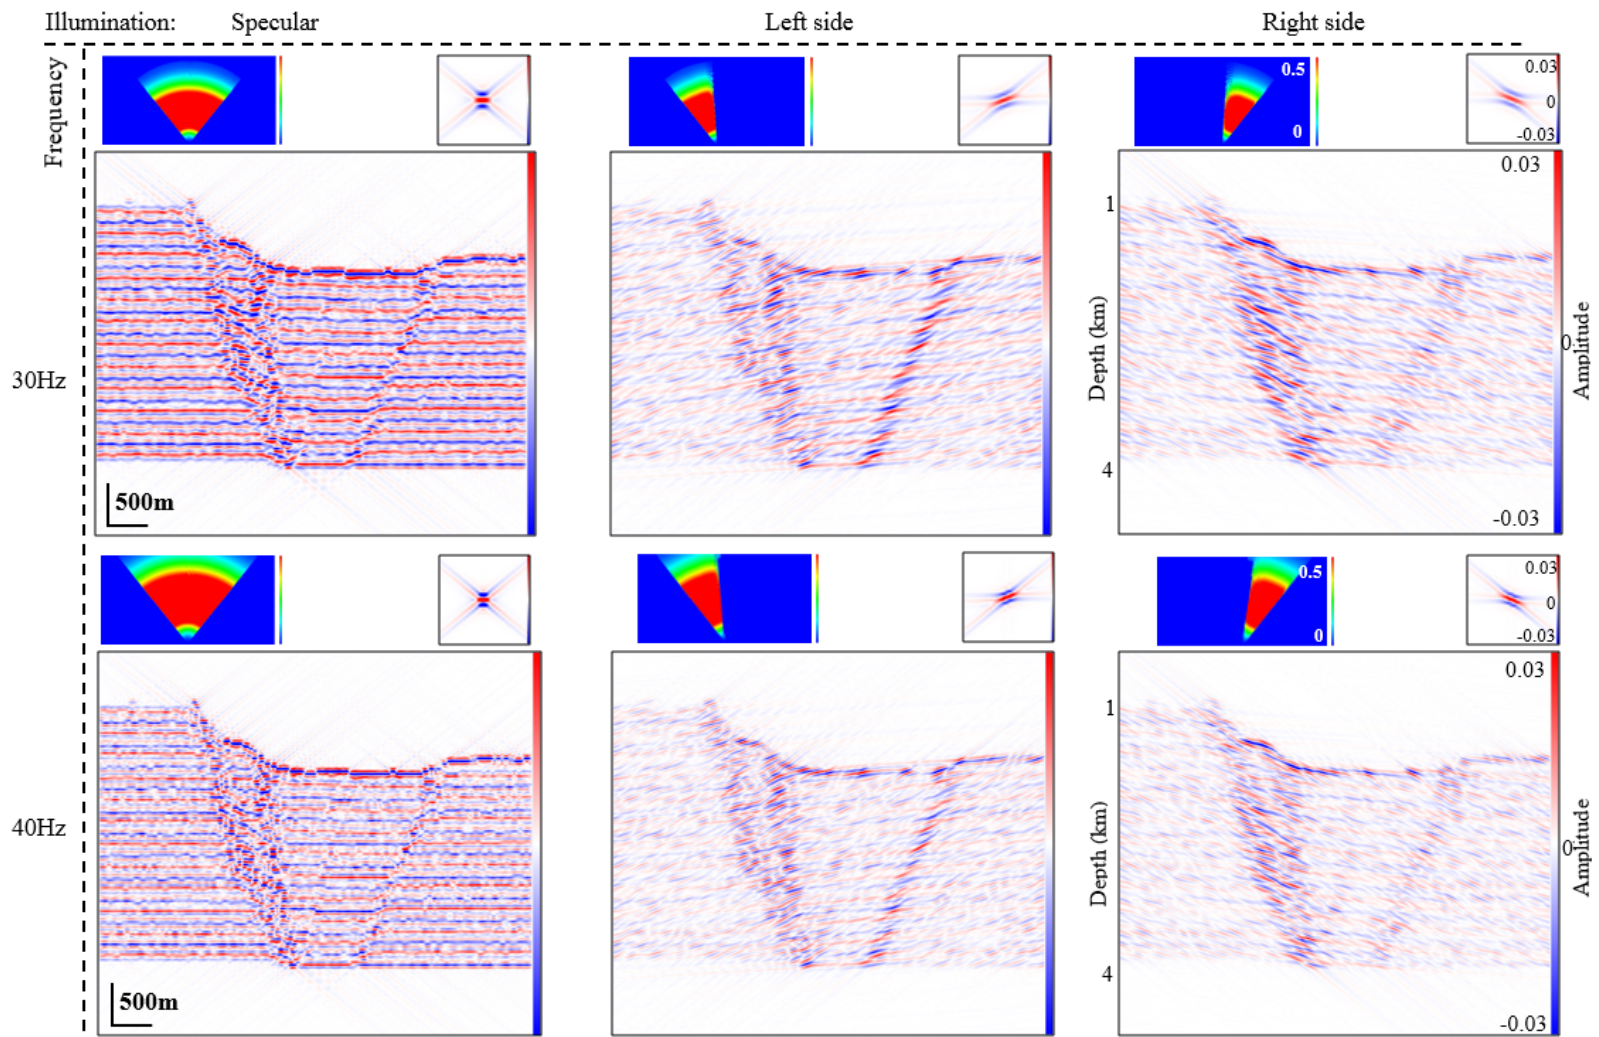 Illumination: Specular Left side Right side
Frequency
0.5
0
0.03
0
-0.03
30Hz
500m
1
4
Depth (km)
0.03
0
-0.03
Amplitude
0.5
0
0.03
0
-0.03
40Hz
500m
1
4
Depth (km)
0.03
0
-0.03
Amplitude